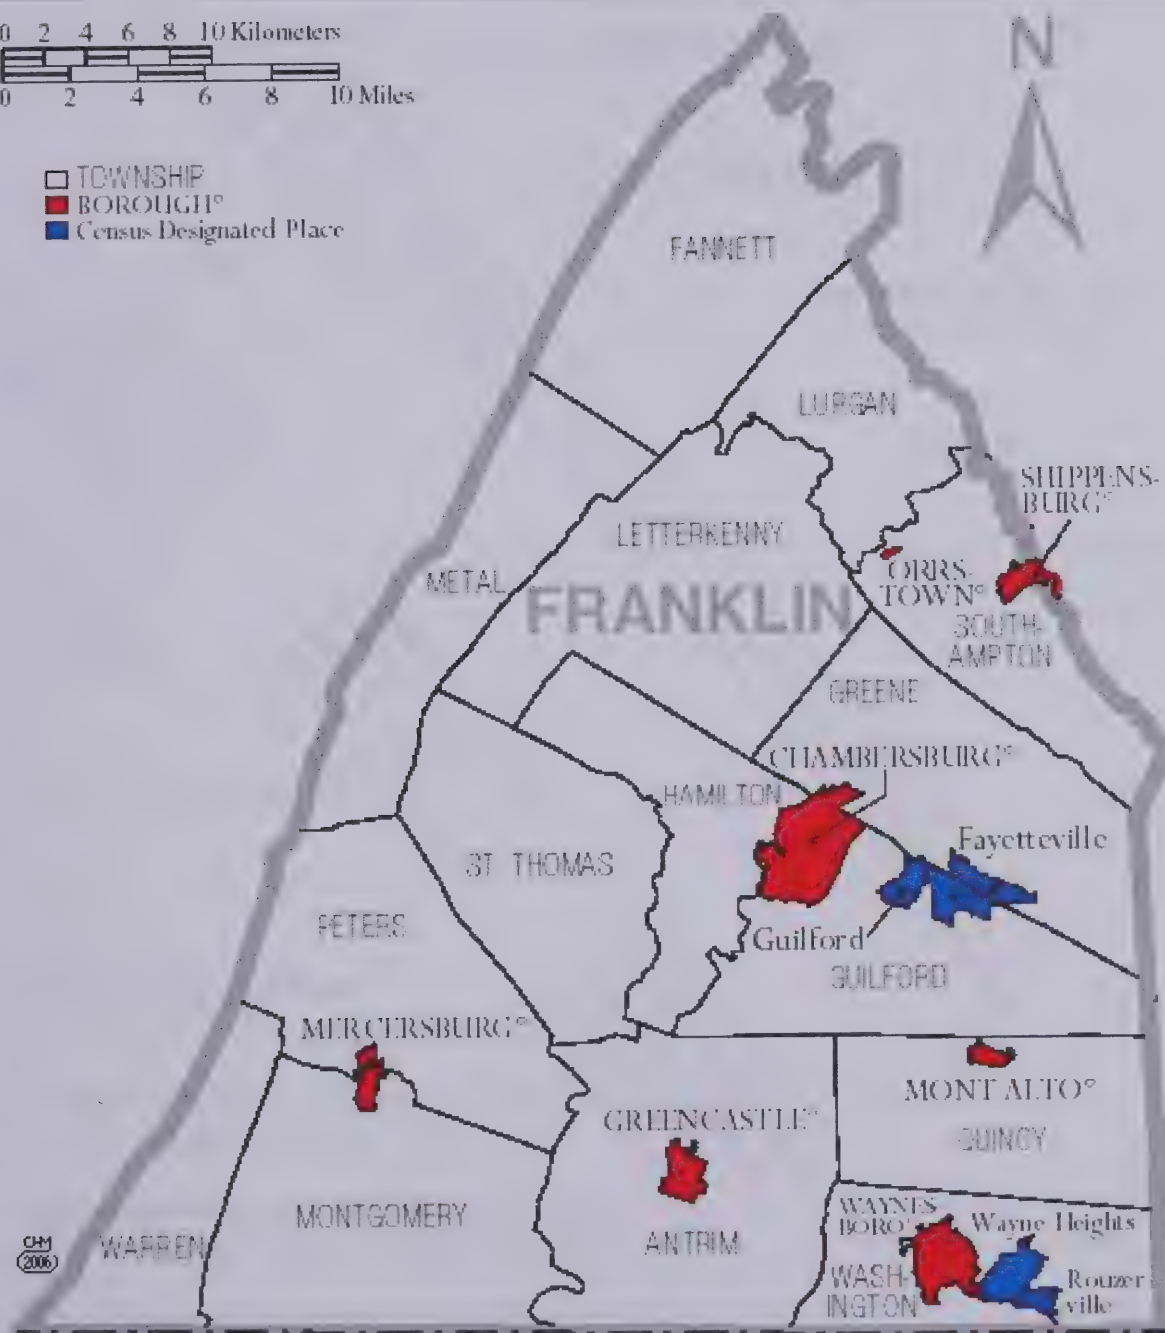 0 2 4 6 8 10 Kilometers
0 2 4 6 8 10 Miles
N
TOWNSHIP
BOROUGH°
Census Designated Place
FANNETT
LURGAN
SHIPPENS-
BURG°
LETTERKENNY
METAL
ORRS-
TOWN°
FRANKLIN
SOUTH-
AMPTON
GREENE
CHAMBERSBURG°
HAMILTON
Fayetteville
ST THOMAS
PETERS
Guilford
GUILFORD
MERCERSBURG°
MONT ALTO°
GREENCASTLE°
QUINCY
MONTGOMERY
WAYNES
BORO°
Wayne Heights
ANTRIM
WARREN
CHM
2006
WASH-
INGTON
Rouzer
ville